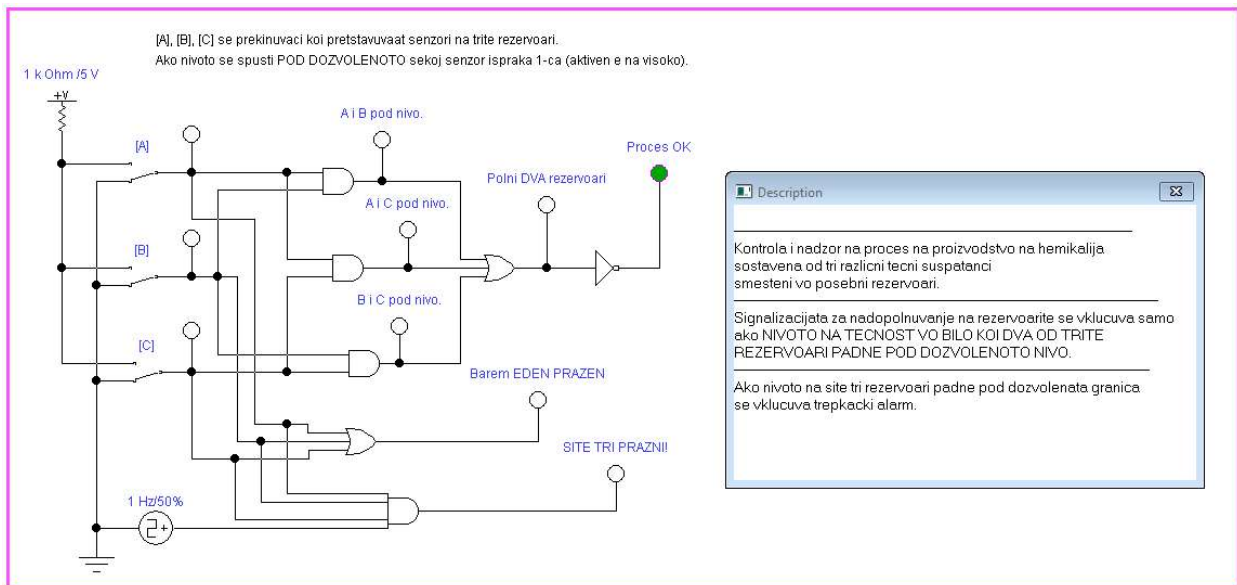 [A], [B], [C] se prekinuvaci koi pretstavuvaat senzori na trite rezervoari.
Ako nivoto se spusti POD DOZVOLENOTO sekoj senzor ispraka 1-ca (aktiven e na visoko).
1 k Ohm /5 V
+V
A i B pod nivo.
[A]
Proces OK
Polni DVA rezervoari
A i C pod nivo.
[B]
B i C pod nivo.
[C]
Barem EDEN PRAZEN
SITE TRI PRAZNI!
1 Hz/50%
Description
Kontrola i nadzor na proces na proizvodstvo na hemikalija
sostavena od tri razlicni tecni suspatanci
smesteni vo posebni rezervoari.
Signalizacijata za nadopolnuvanje na rezervoarite se vklucuva samo
ako NIVOTO NA TECNOST VO BILO KOI DVA OD TRITE
REZERVOARI PADNE POD DOZVOLENOTO NIVO.
Ako nivoto na site tri rezervoari padne pod dozvolenata granica
se vklucuva trepkacki alarm.